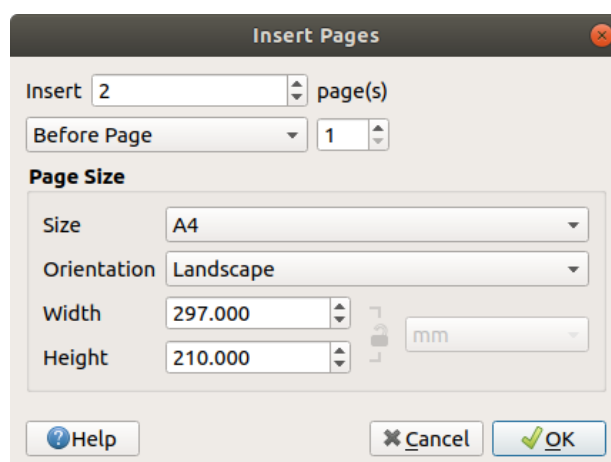 Insert Pages
Insert 2 page(s)
Before Page 1
Page Size
Size A4
Orientation Landscape
Width 297.000
mm
Height 210.000
Help Cancel OK